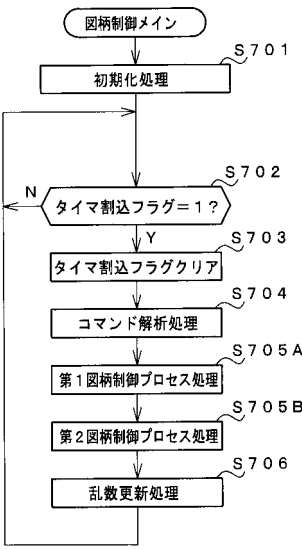 図柄制御メイン
S701
初期化処理
S702
N
タイマ割込フラグ=1?
Y
S703
タイマ割込フラグクリア
S704
コマンド解析処理
S705A
第1図柄制御プロセス処理
S705B
第2図柄制御プロセス処理
S706
乱数更新処理